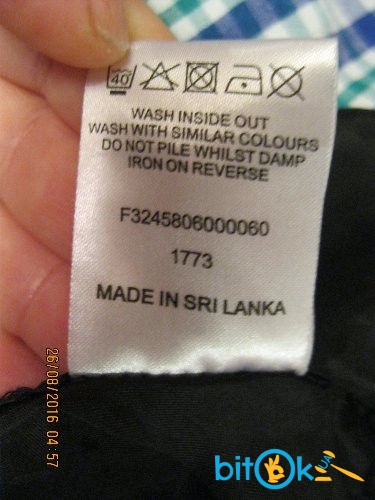 40
WASH INSIDE OUT
WASH WITH SIMILAR COLOURS
DO NOT PILE WHILST DAMP
IRON ON REVERSE
F3245806000060
1773
MADE IN SRI LANKA
26/08/2016 04:57
bitOk UA